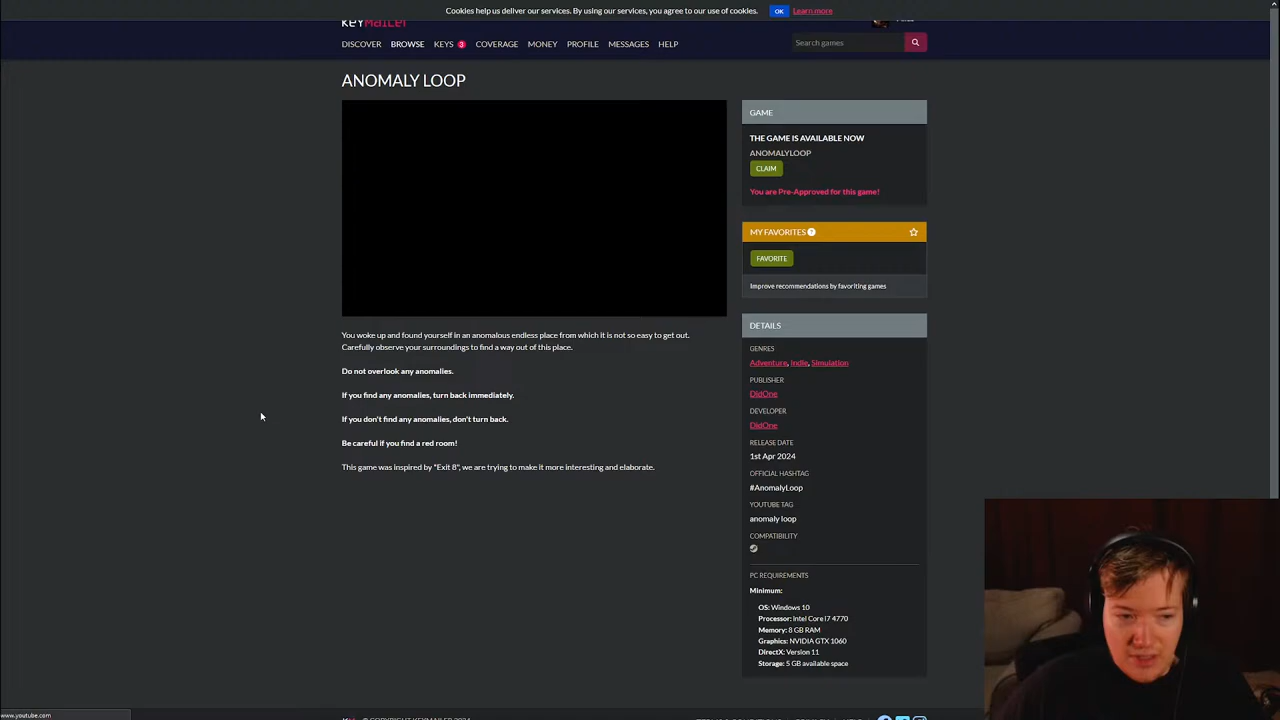 Cookies help us deliver our services. By using our services, you agree to our use of cookies. OK Learn more
KEYMAILER
DISCOVER BROWSE KEYS 3 COVERAGE MONEY PROFILE MESSAGES HELP Search games
ANOMALY LOOP
You woke up and found yourself in an anomalous endless place from which it is not so easy to get out.
Carefully observe your surroundings to find a way out of this place.
Do not overlook any anomalies.
If you find any anomalies, turn back immediately.
If you don't find any anomalies, don't turn back.
Be careful if you find a red room!
This game was inspired by "Exit 8", we are trying to make it more interesting and elaborate.
GAME
THE GAME IS AVAILABLE NOW
ANOMALYLOOP
CLAIM
You are Pre-Approved for this game!
MY FAVORITES ?
FAVORITE
Improve recommendations by favoriting games
DETAILS
GENRES
Adventure, Indie, Simulation
PUBLISHER
DidOne
DEVELOPER
DidOne
RELEASE DATE
1st Apr 2024
OFFICIAL HASHTAG
#AnomalyLoop
YOUTUBE TAG
anomaly loop
COMPATIBILITY
PC REQUIREMENTS
Minimum:
OS: Windows 10
Processor: Intel Core i7 4770
Memory: 8 GB RAM
Graphics: NVIDIA GTX 1060
DirectX: Version 11
Storage: 5 GB available space
www.youtube.com
© COPYRIGHT KEYMAILER 2024